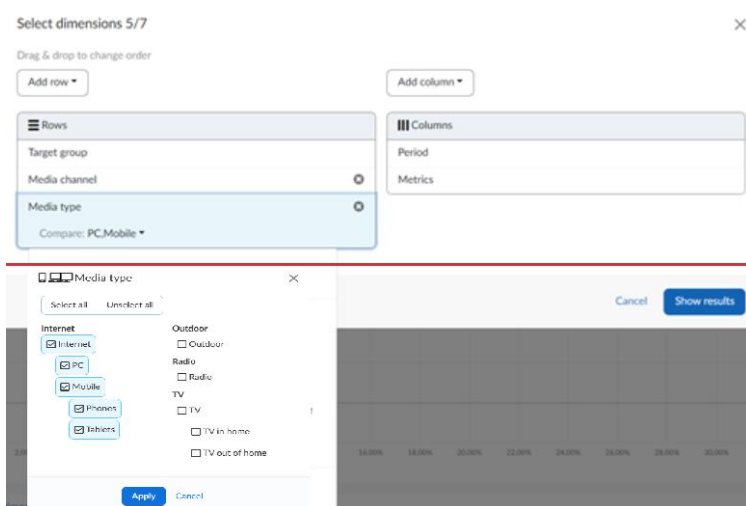 Select dimensions 5/7
Drag & drop to change order
Add row
Add column
Rows
Target group
Media channel
Media type
Compare: PC,Mobile
Columns
Period
Metrics
Media type
Select all Unselect all
Internet
Internet
PC
Mobile
Phones
Tablets
Outdoor
Outdoor
Radio
Radio
TV
TV
TV in home
TV out of home
Apply Cancel
Cancel Show results
16,00% 18,00% 20,00% 22,00% 24,00% 26,00% 28,00% 30,00%